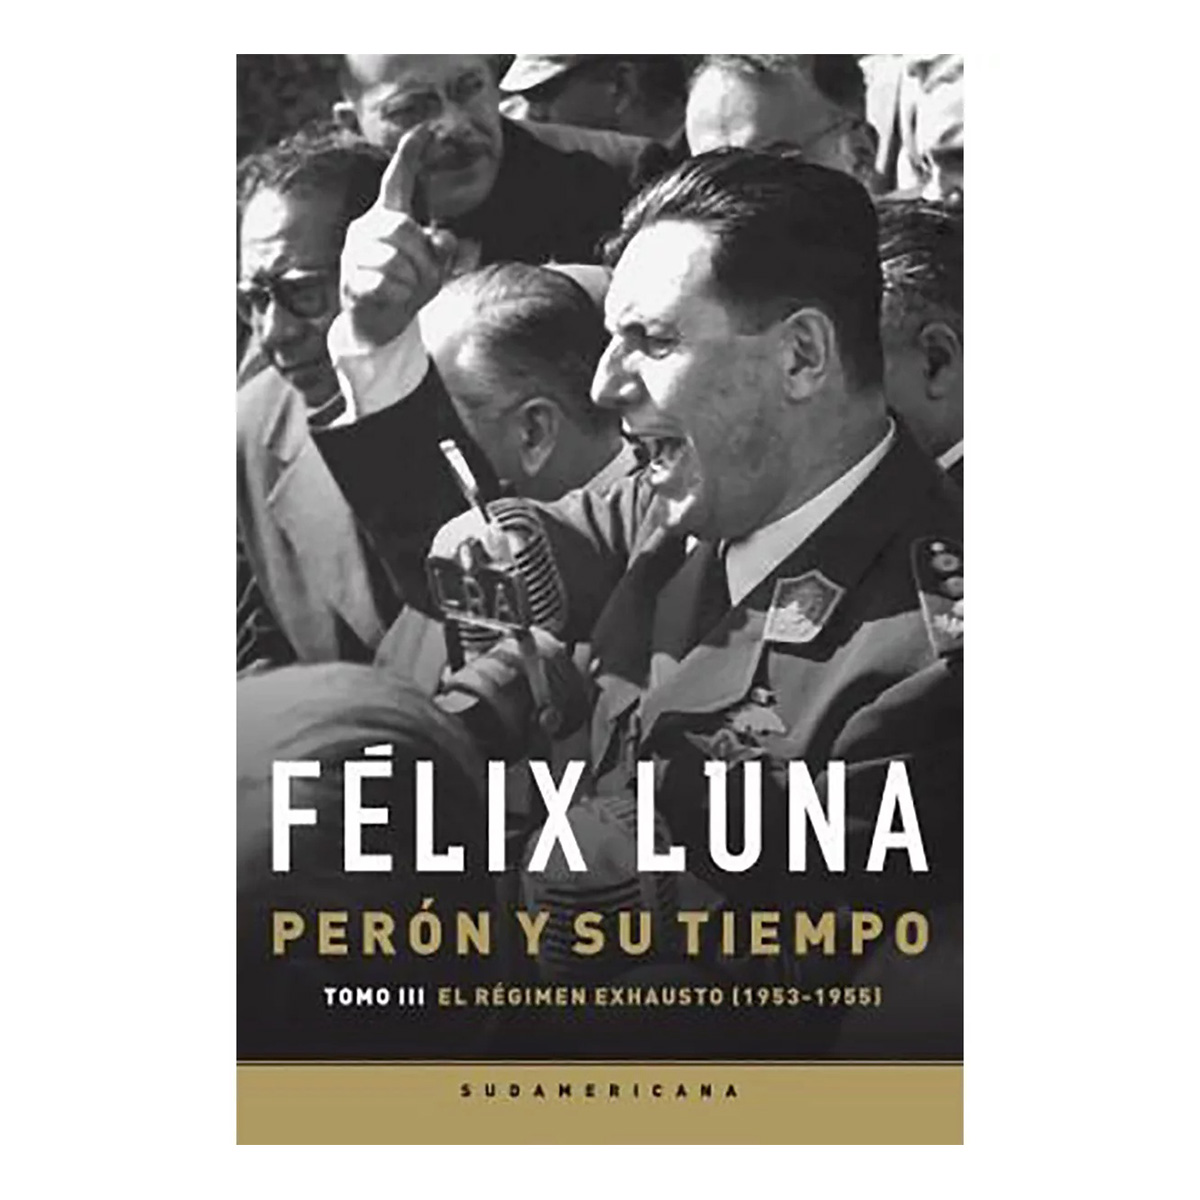 FÉLIX LUNA
PERÓN Y SU TIEMPO
TOMO III EL RÉGIMEN EXHAUSTO (1953-1955)
SUDAMERICANA